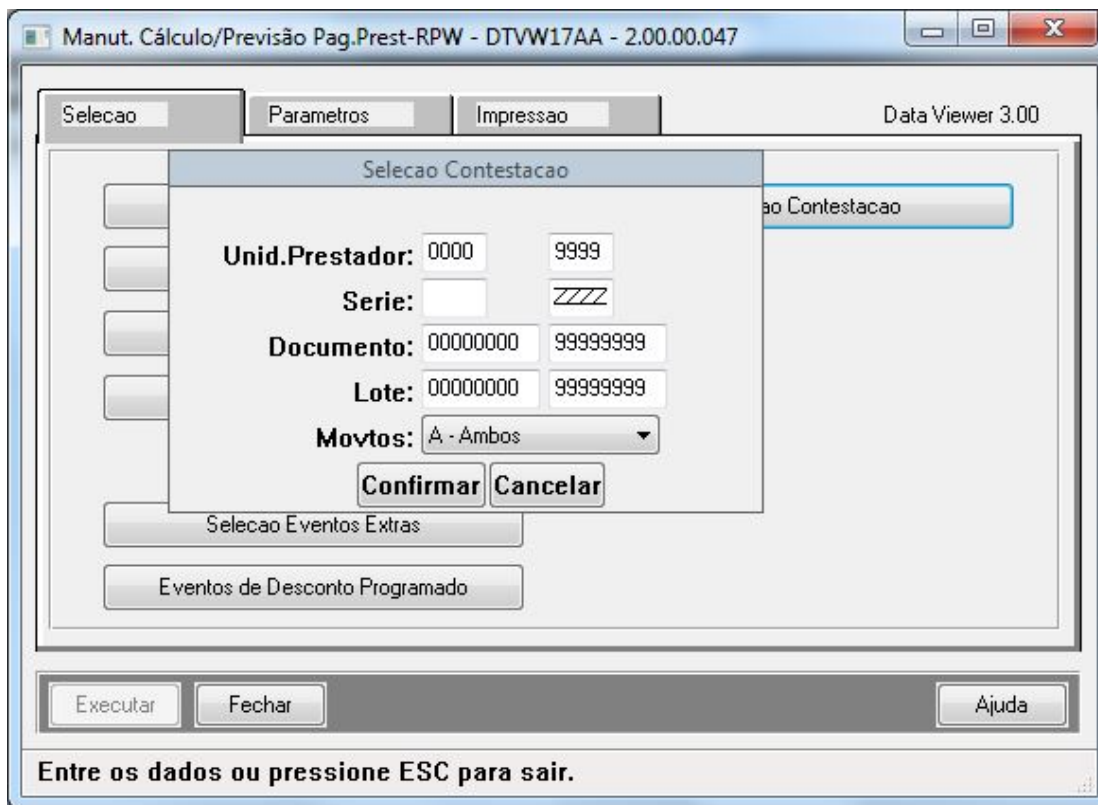 Manut. Cálculo/Previsão Pag.Prest-RPW - DTVW17AA - 2.00.00.047
Selecao Parametros Impressao Data Viewer 3.00
Selecao Contestacao
ao Contestacao
Unid.Prestador: 0000 9999
Serie: ZZZZ
Documento: 00000000 99999999
Lote: 00000000 99999999
Movtos: A - Ambos
Confirmar Cancelar
Selecao Eventos Extras
Eventos de Desconto Programado
Executar Fechar Ajuda
Entre os dados ou pressione ESC para sair.